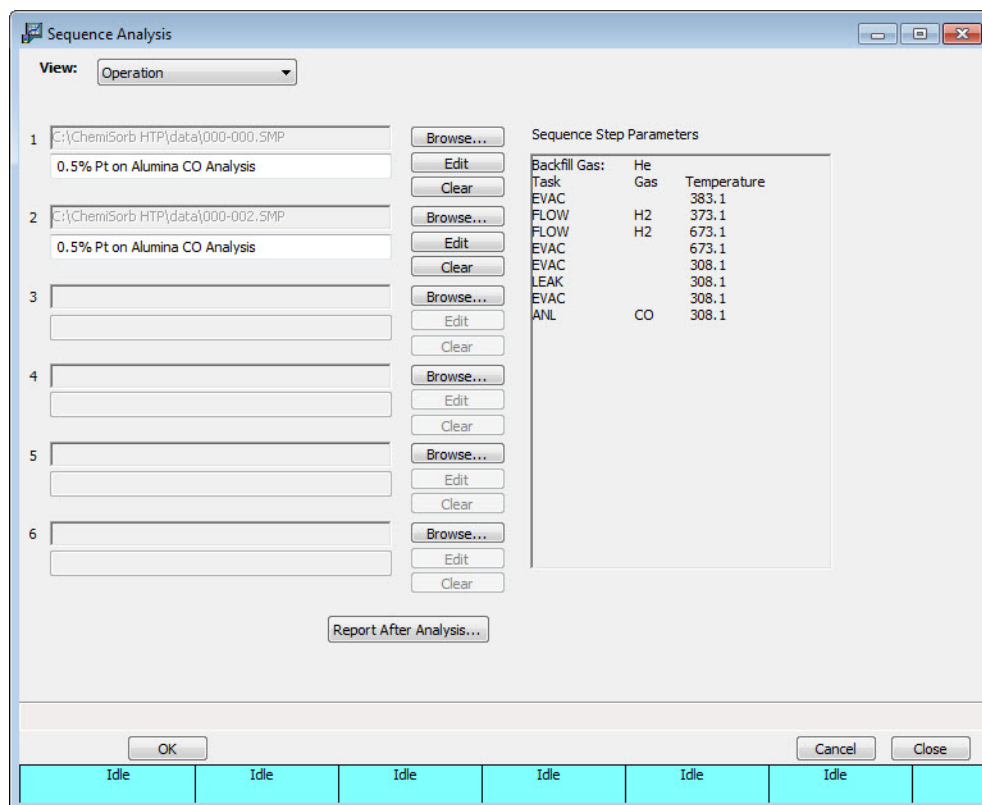 Sequence Analysis
View: Operation
1 C:\ChemiSorb HTP\data\000-000.SMP Browse...
0.5% Pt on Alumina CO Analysis Edit
Clear
2 C:\ChemiSorb HTP\data\000-002.SMP Browse...
0.5% Pt on Alumina CO Analysis Edit
Clear
3 Browse...
Edit
Clear
4 Browse...
Edit
Clear
5 Browse...
Edit
Clear
6 Browse...
Edit
Clear
Sequence Step Parameters
Backfill Gas: He
Task Gas Temperature
EVAC 383.1
FLOW H2 373.1
FLOW H2 673.1
EVAC 673.1
EVAC 308.1
LEAK 308.1
EVAC 308.1
ANL CO 308.1
Report After Analysis...
OK Cancel Close
Idle Idle Idle Idle Idle Idle